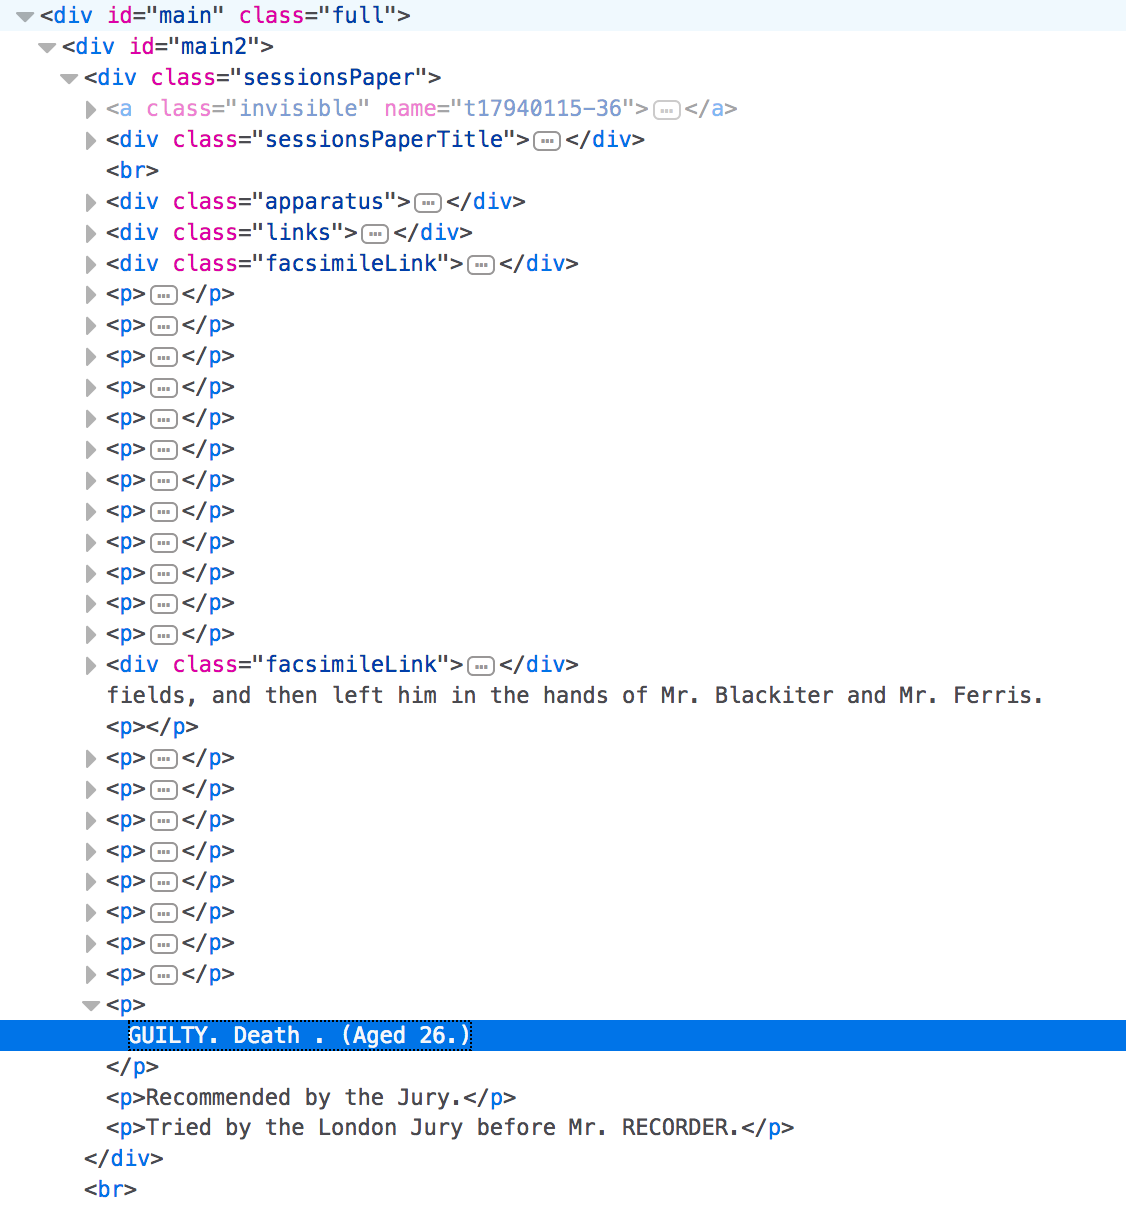 <div id="main" class="full">
<div id="main2">
<div class="sessionsPaper">
<a class="invisible" name="t17940115-36">…</a>
<div class="sessionsPaperTitle">…</div>
<br>
<div class="apparatus">…</div>
<div class="links">…</div>
<div class="facsimileLink">…</div>
<p>…</p>
<p>…</p>
<p>…</p>
<p>…</p>
<p>…</p>
<p>…</p>
<p>…</p>
<p>…</p>
<p>…</p>
<p>…</p>
<p>…</p>
<p>…</p>
<div class="facsimileLink">…</div>
fields, and then left him in the hands of Mr. Blackiter and Mr. Ferris.
<p></p>
<p>…</p>
<p>…</p>
<p>…</p>
<p>…</p>
<p>…</p>
<p>…</p>
<p>…</p>
<p>…</p>
<p>
GUILTY. Death . (Aged 26.)
</p>
<p>Recommended by the Jury.</p>
<p>Tried by the London Jury before Mr. RECORDER.</p>
</div>
<br>